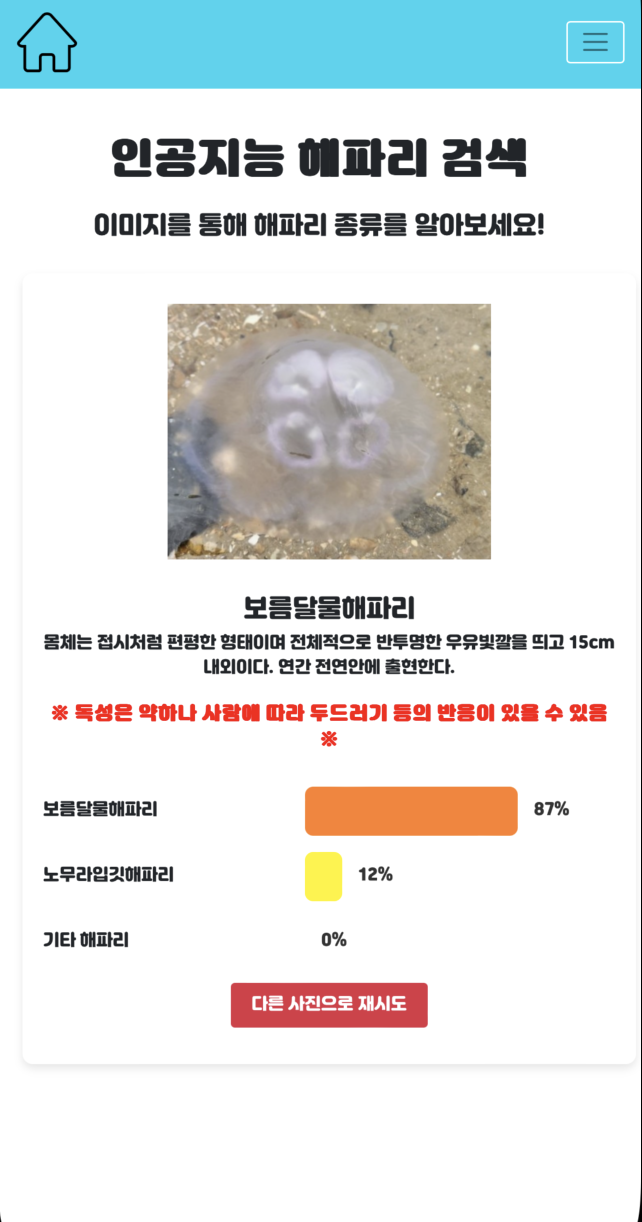 인공지능 해파리 검색
이미지를 통해 해파리 종류를 알아보세요!
보름달물해파리
몸체는 접시처럼 편평한 형태이며 전체적으로 반투명한 우유빛깔을 띄고 15cm
내외이다. 연간 전연안에 출현한다.
※ 독성은 약하나 사람에 따라 두드러기 등의 반응이 있을 수 있음
※
보름달물해파리 87%
노무라입깃해파리 12%
기타 해파리 0%
다른 사진으로 재시도